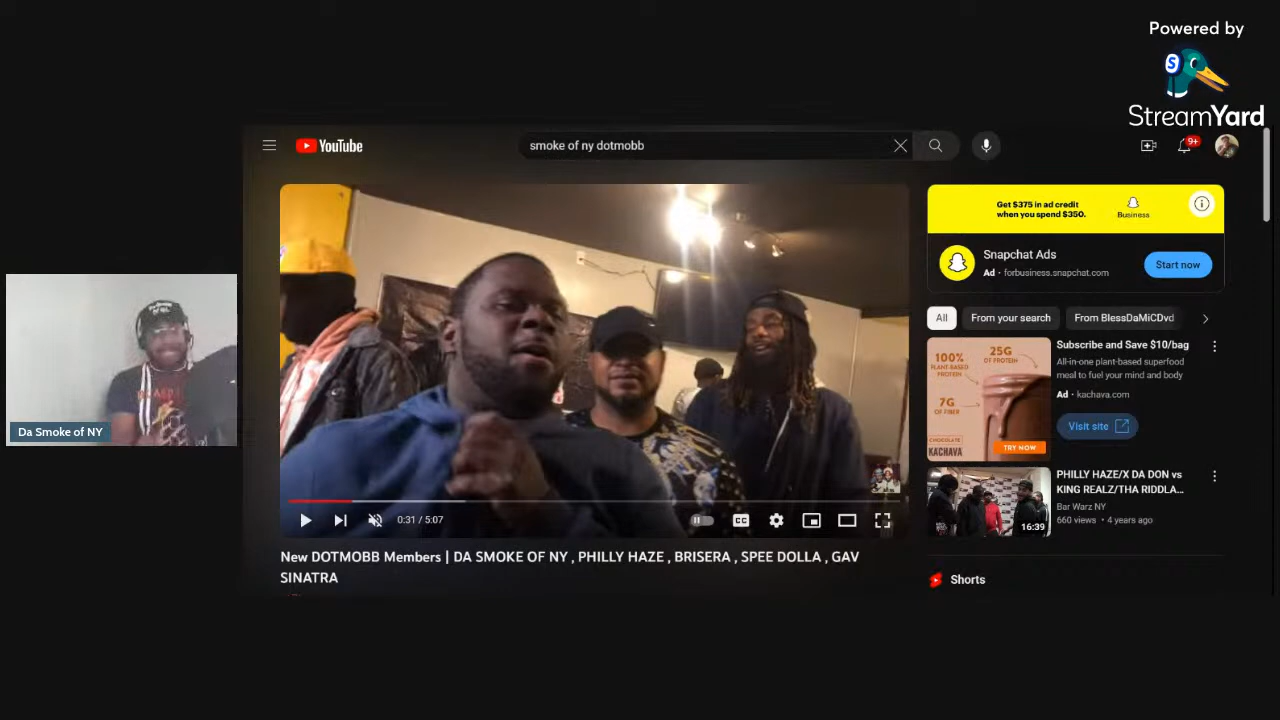 Powered by
StreamYard
YouTube
smoke of ny dotmobb
9+
Get $375 in ad credit
when you spend $350.
Business
Snapchat Ads
Ad · forbusiness.snapchat.com
Start now
All
From your search
From BlessDaMiCDvd
100%
PLANT-BASED
PROTEIN
25G
OF PROTEIN
7G
OF FIBER
CHOCOLATE
KACHAVA
TRY NOW
Subscribe and Save $10/bag
All-in-one plant-based superfood
meal to fuel your mind and body
Ad · kachava.com
Visit site
Da Smoke of NY
16:39
PHILLY HAZE/X DA DON vs
KING REALZ/THA RIDDLA...
Bar Warz NY
660 views · 4 years ago
0:31 / 5:07
CC
New DOTMOBB Members | DA SMOKE OF NY , PHILLY HAZE , BRISERA , SPEE DOLLA , GAV
SINATRA
Shorts